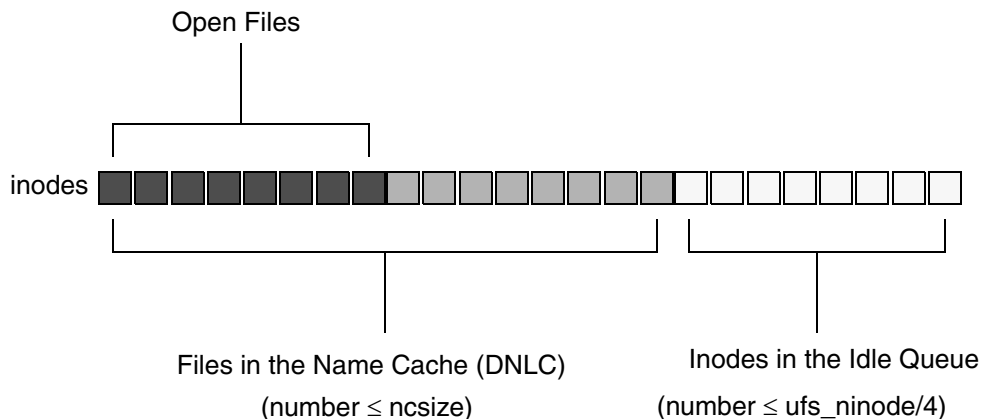 Open Files
inodes
Files in the Name Cache (DNLC)
(number ≤ ncsize)
Inodes in the Idle Queue
(number ≤ ufs_ninode/4)